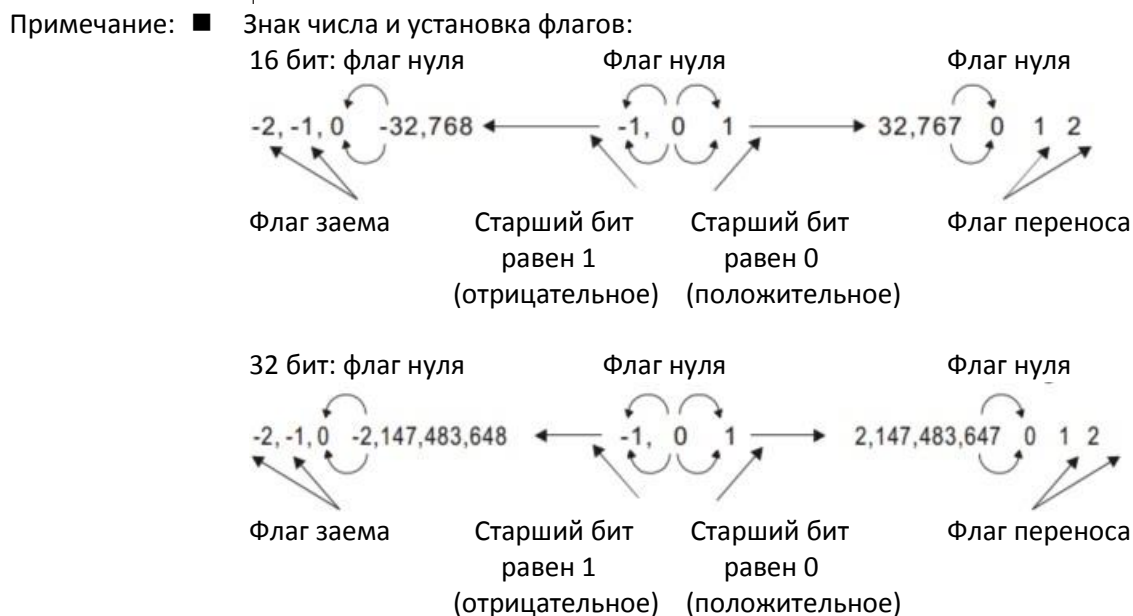 Примечание: ■ Знак числа и установка флагов:
16 бит: флаг нуля Флаг нуля Флаг нуля
-2, -1, 0 -32,768 -1, 0 1 32,767 0 1 2
Флаг заема Старший бит Старший бит Флаг переноса
равен 1 равен 0
(отрицательное) (положительное)
32 бит: флаг нуля Флаг нуля Флаг нуля
-2, -1, 0 -2,147,483,648 -1, 0 1 2,147,483,647 0 1 2
Флаг заема Старший бит Старший бит Флаг переноса
равен 1 равен 0
(отрицательное) (положительное)